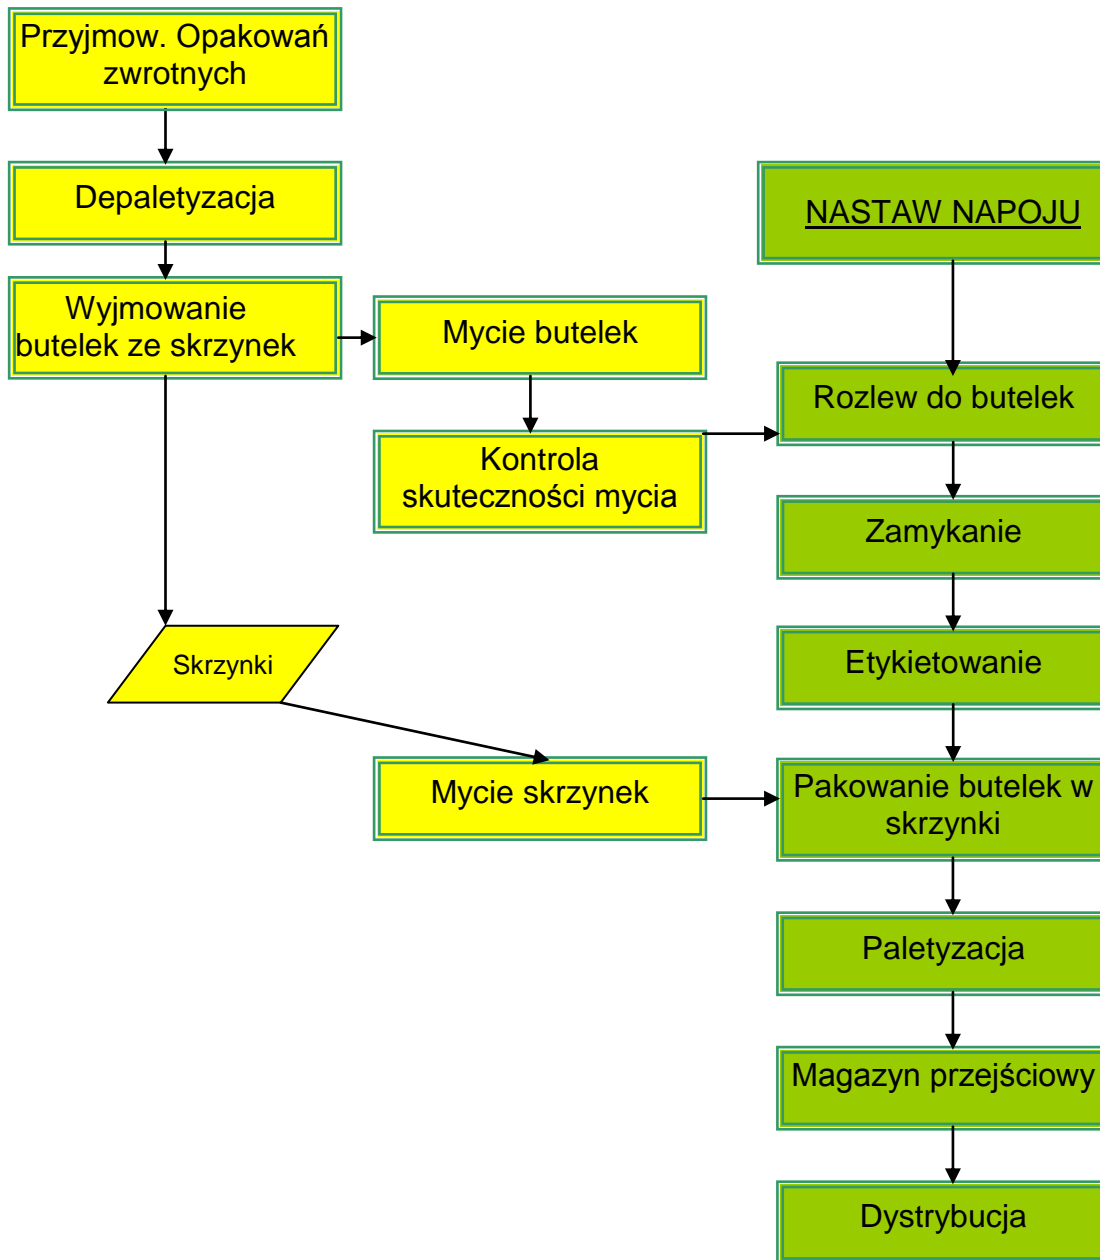 Przyjmow. Opakowań
zwrotnych
Depaletyzacja
Wyjmowanie
butelek ze skrzynek
Mycie butelek
Kontrola
skuteczności mycia
Skrzynki
Mycie skrzynek
NASTAW NAPOJU
Rozlew do butelek
Zamykanie
Etykietowanie
Pakowanie butelek w
skrzynki
Paletyzacja
Magazyn przejściowy
Dystrybucja